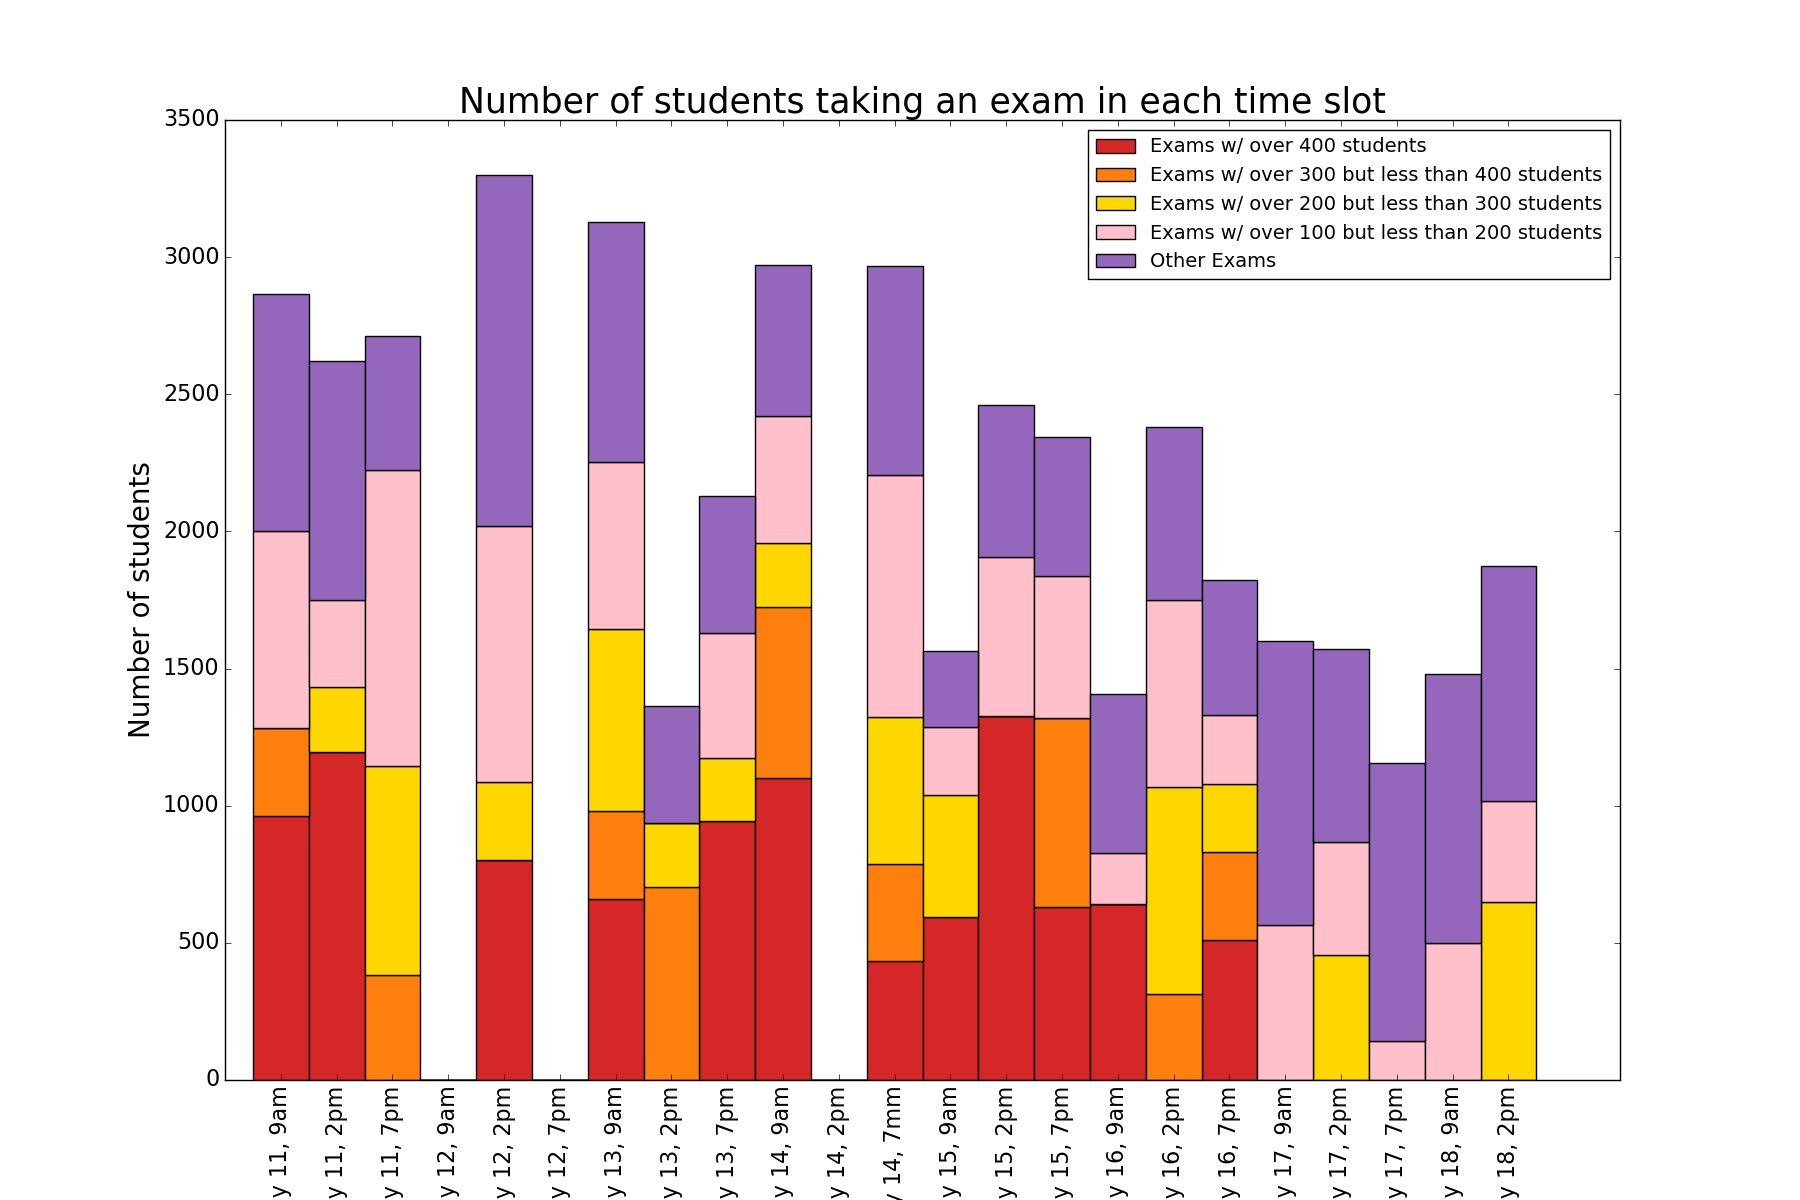 Number of students taking an exam in each time slot
Number of students
3500
3000
2500
2000
1500
1000
500
0
Exams w/ over 400 students
Exams w/ over 300 but less than 400 students
Exams w/ over 200 but less than 300 students
Exams w/ over 100 but less than 200 students
Other Exams
y 11, 9am
y 11, 2pm
y 11, 7pm
y 12, 9am
y 12, 2pm
y 12, 7pm
y 13, 9am
y 13, 2pm
y 13, 7pm
y 14, 9am
y 14, 2pm
y 14, 7mm
y 15, 9am
y 15, 2pm
y 15, 7pm
y 16, 9am
y 16, 2pm
y 16, 7pm
y 17, 9am
y 17, 2pm
y 17, 7pm
y 18, 9am
y 18, 2pm